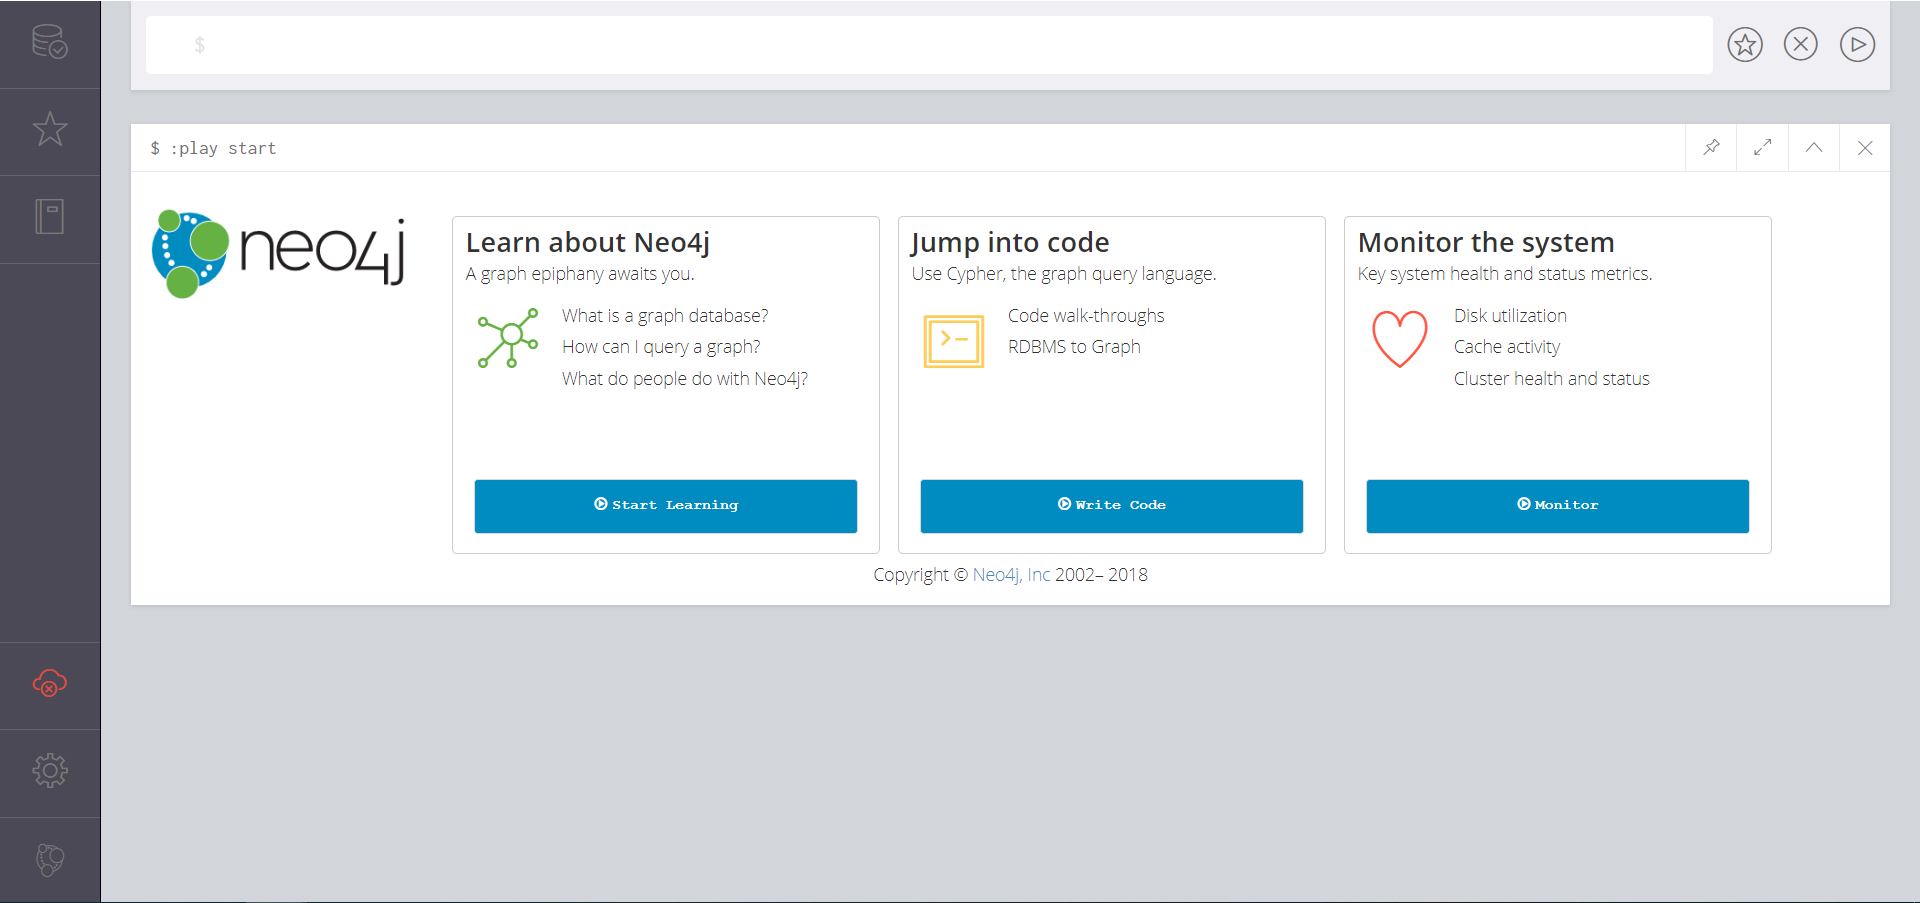 $
$ :play start
neo4j
Learn about Neo4j
A graph epiphany awaits you.
What is a graph database?
How can I query a graph?
What do people do with Neo4j?
Start Learning
Jump into code
Use Cypher, the graph query language.
Code walk-throughs
RDBMS to Graph
Write Code
Monitor the system
Key system health and status metrics.
Disk utilization
Cache activity
Cluster health and status
Monitor
Copyright © Neo4j, Inc 2002– 2018